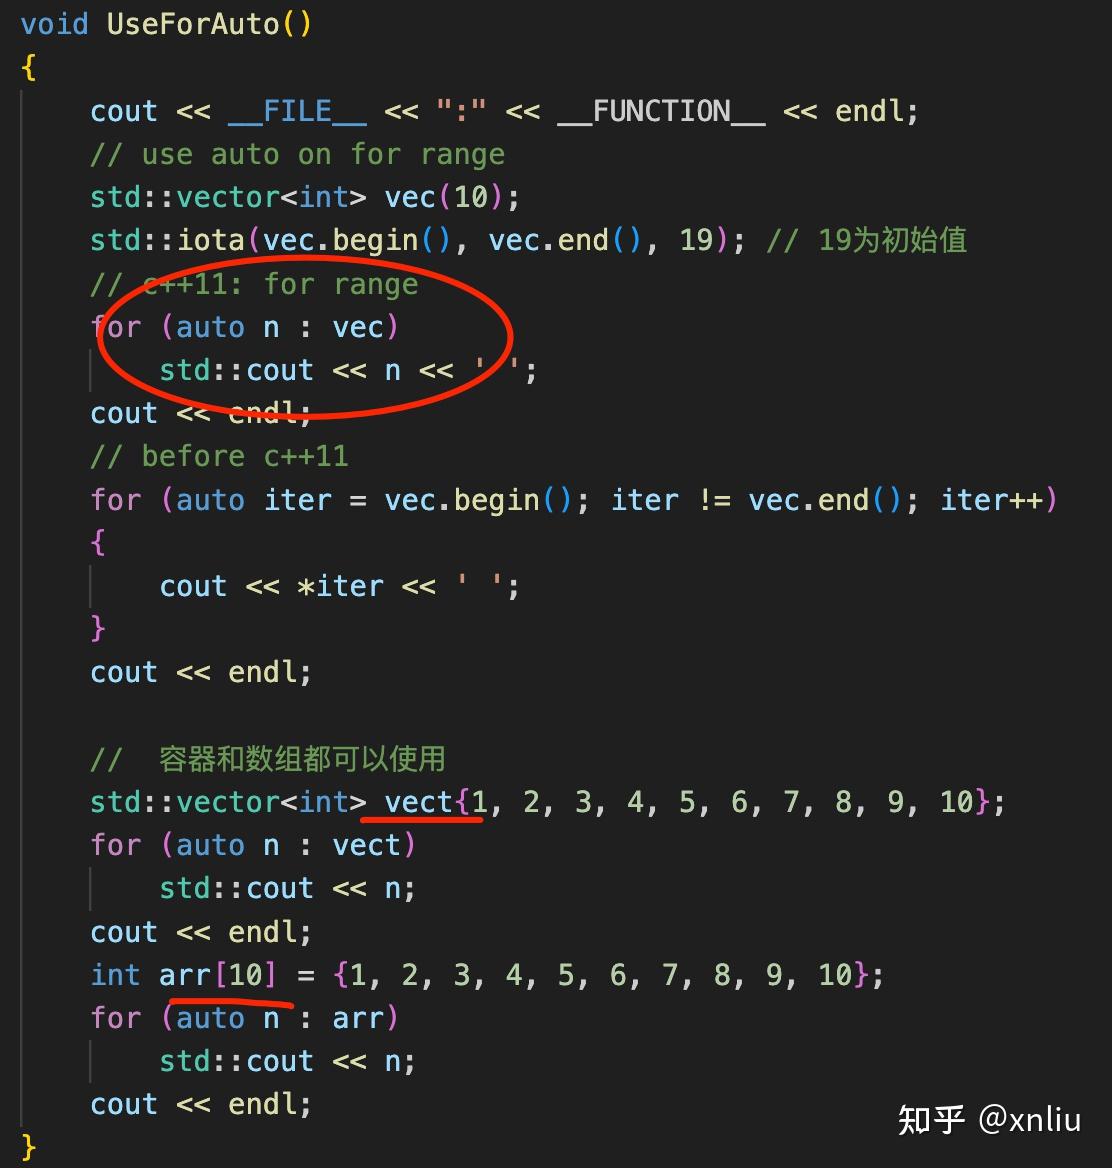 void UseForAuto()
{
    cout << __FILE__ << ":" << __FUNCTION__ << endl;
    // use auto on for range
    std::vector<int> vec(10);
    std::iota(vec.begin(), vec.end(), 19); // 19为初始值
    // c++11: for range
    for (auto n : vec)
        std::cout << n << ' ';
    cout << endl;
    // before c++11
    for (auto iter = vec.begin(); iter != vec.end(); iter++)
    {
        cout << *iter << ' ';
    }
    cout << endl;

    //  容器和数组都可以使用
    std::vector<int> vect{1, 2, 3, 4, 5, 6, 7, 8, 9, 10};
    for (auto n : vect)
        std::cout << n;
    cout << endl;
    int arr[10] = {1, 2, 3, 4, 5, 6, 7, 8, 9, 10};
    for (auto n : arr)
        std::cout << n;
    cout << endl;
}
知乎 @xnliu